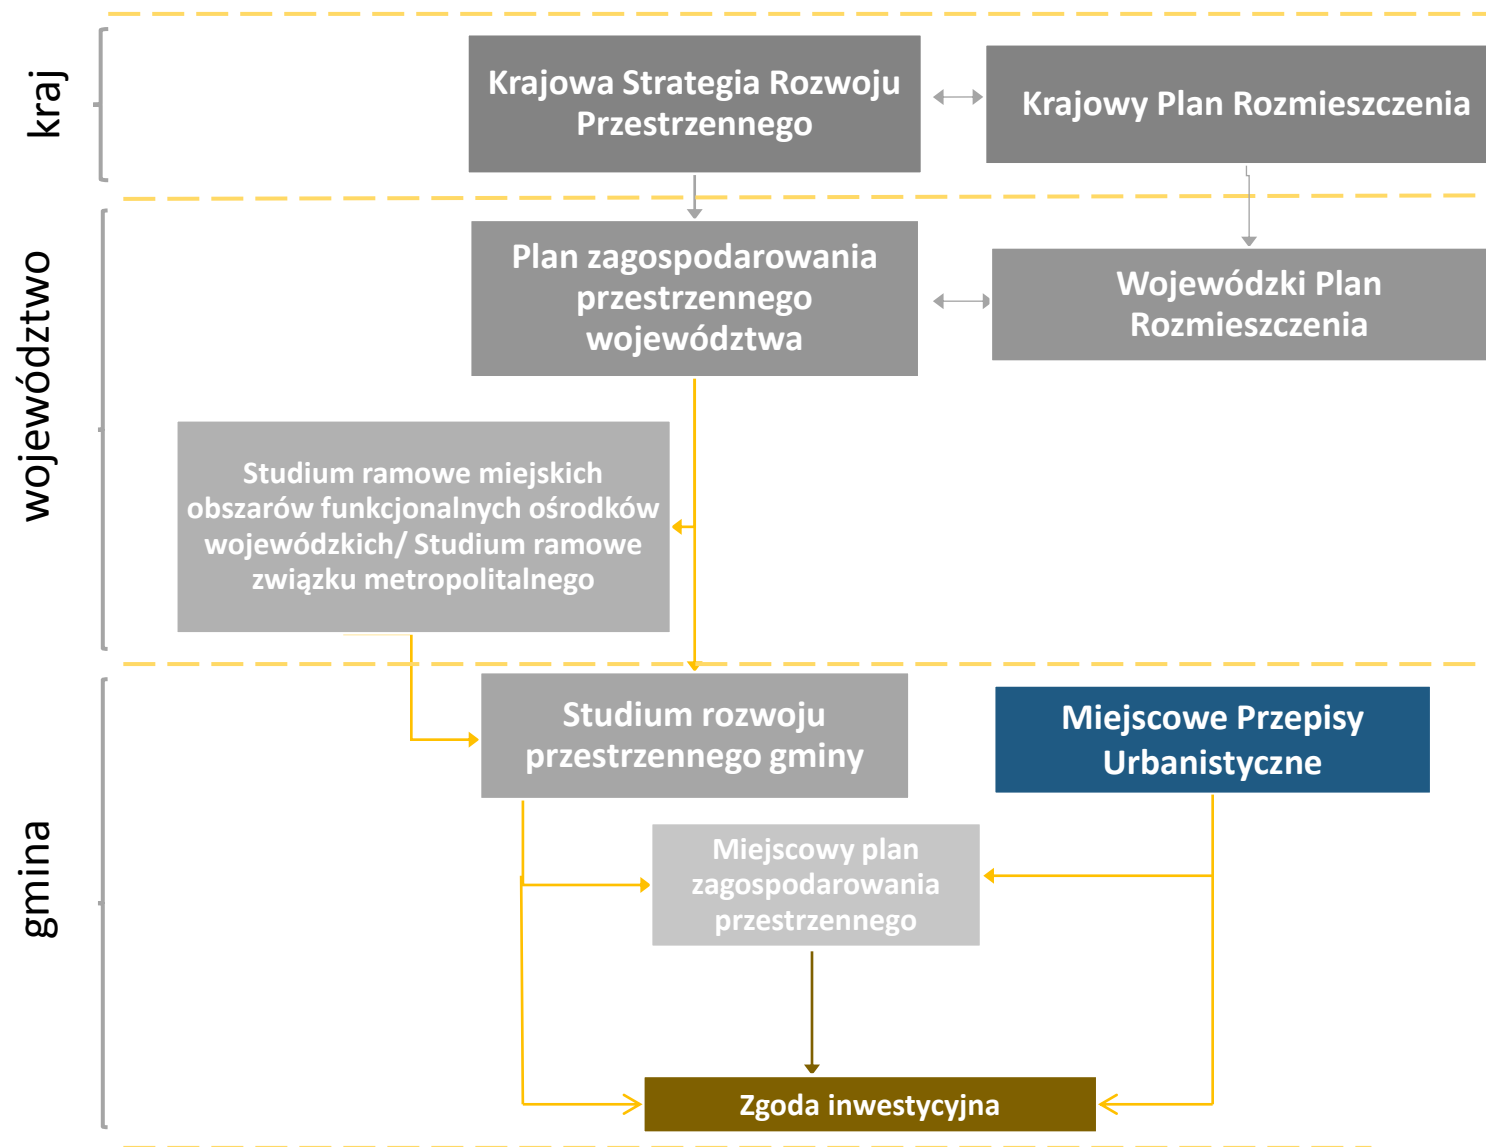 kraj
Krajowa Strategia Rozwoju
Przestrzennego
Krajowy Plan Rozmieszczenia
województwo
Plan zagospodarowania
przestrzennego
województwa
Wojewódzki Plan
Rozmieszczenia
Studium ramowe miejskich
obszarów funkcjonalnych ośrodków
wojewódzkich/ Studium ramowe
związku metropolitalnego
gmina
Studium rozwoju
przestrzennego gminy
Miejscowe Przepisy
Urbanistyczne
Miejscowy plan
zagospodarowania
przestrzennego
Zgoda inwestycyjna